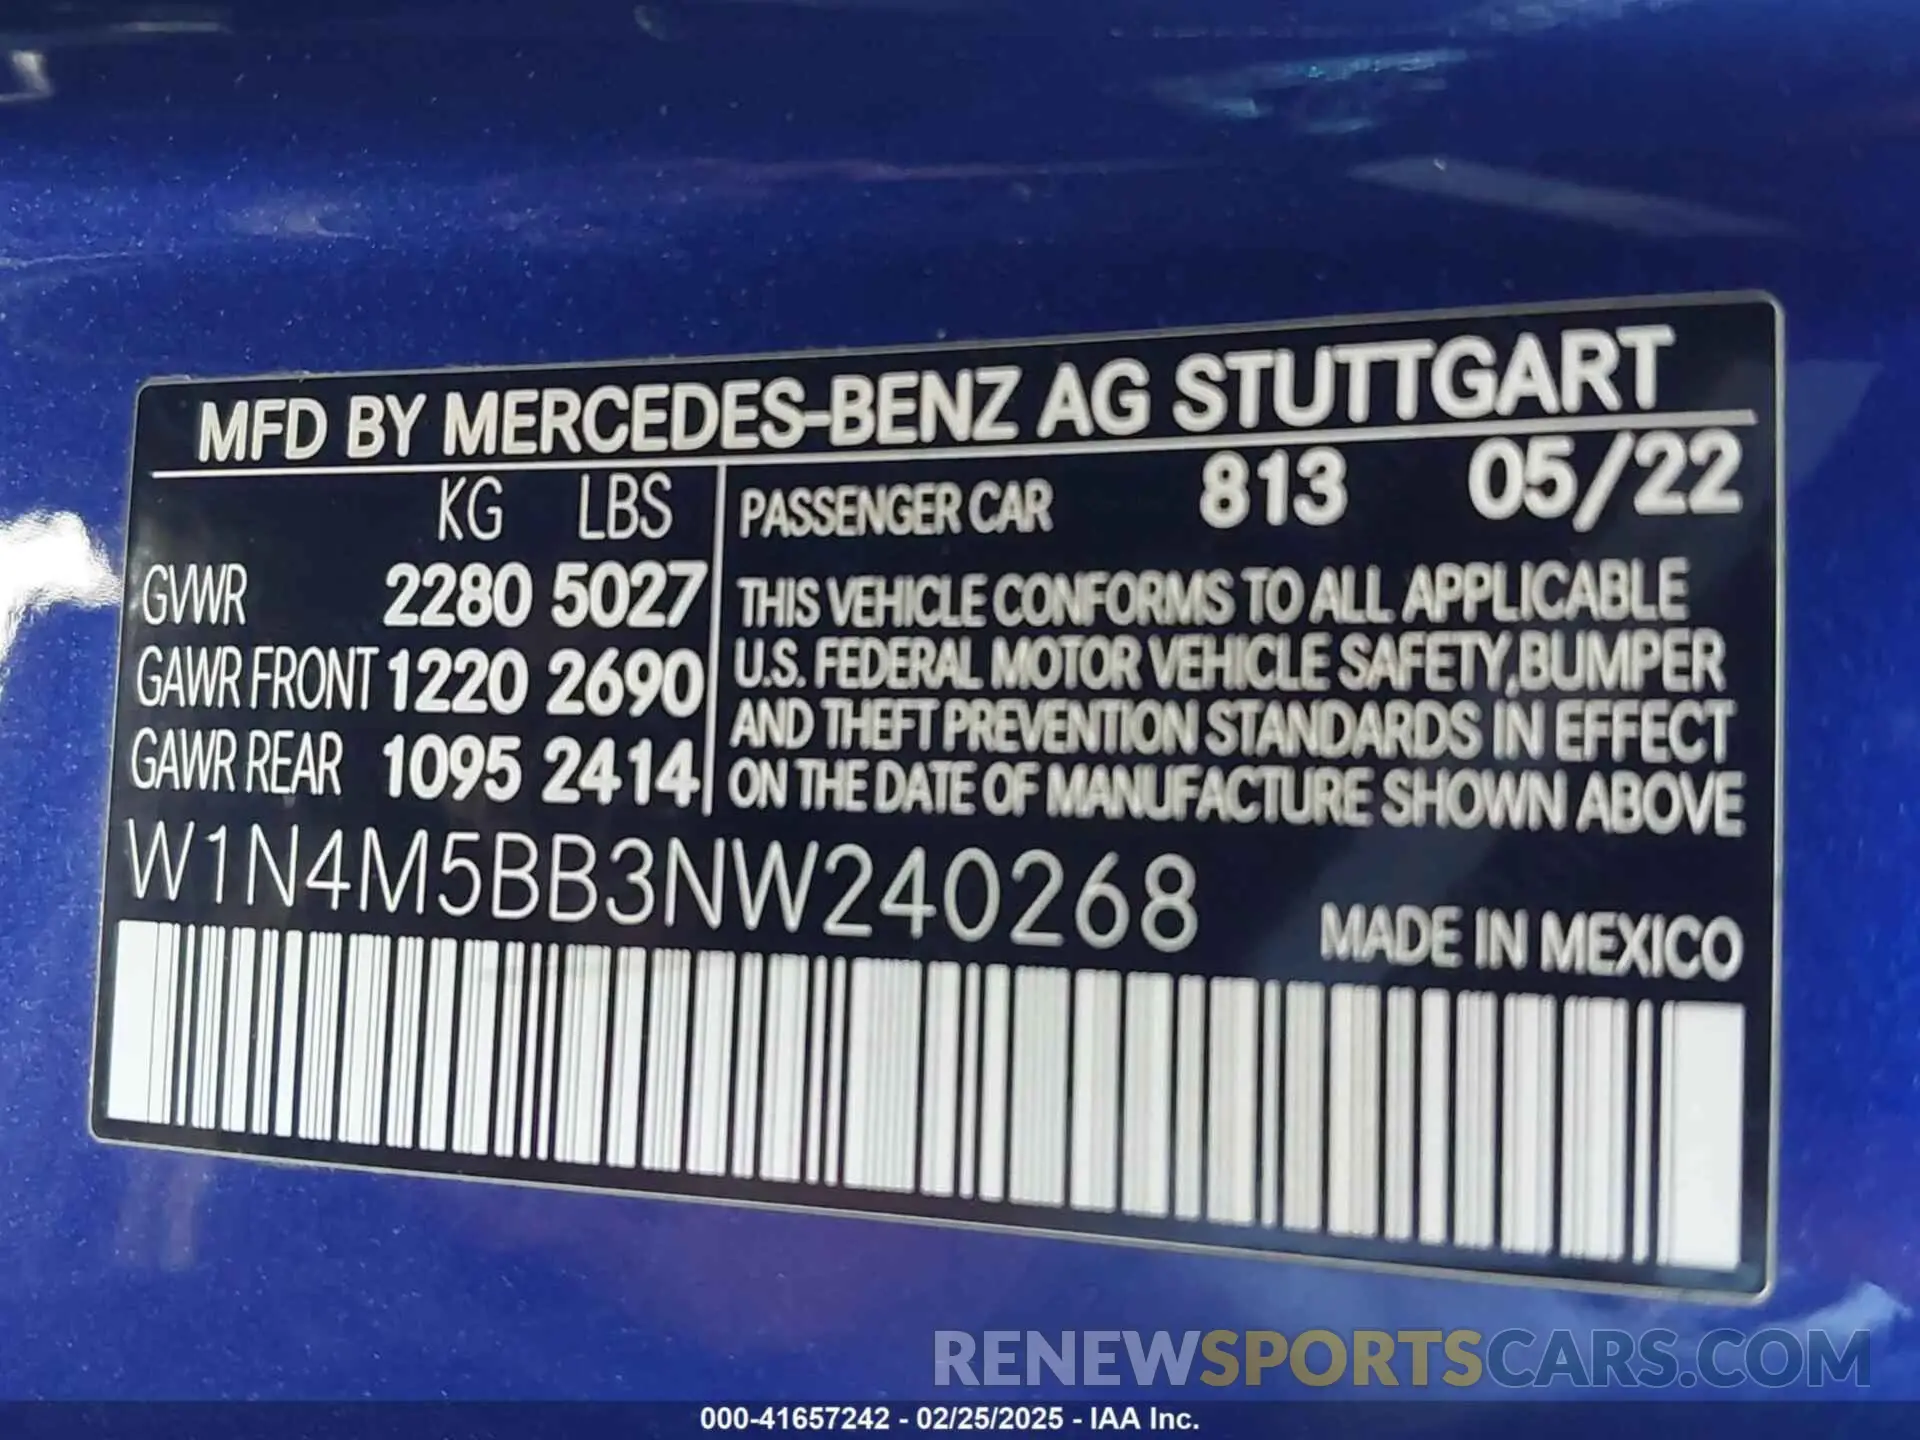 MFD BY MERCEDES-BENZ AG STUTTGART
KG LBS
GVWR 2280 5027
GAWR FRONT 1220 2690
GAWR REAR 1095 2414
PASSENGER CAR 813 05/22
THIS VEHICLE CONFORMS TO ALL APPLICABLE
U.S. FEDERAL MOTOR VEHICLE SAFETY,BUMPER
AND THEFT PREVENTION STANDARDS IN EFFECT
ON THE DATE OF MANUFACTURE SHOWN ABOVE
W1N4M5BB3NW240268
MADE IN MEXICO
RENEWSPORTSCARS.COM
000-41657242 - 02/25/2025 - IAA Inc.